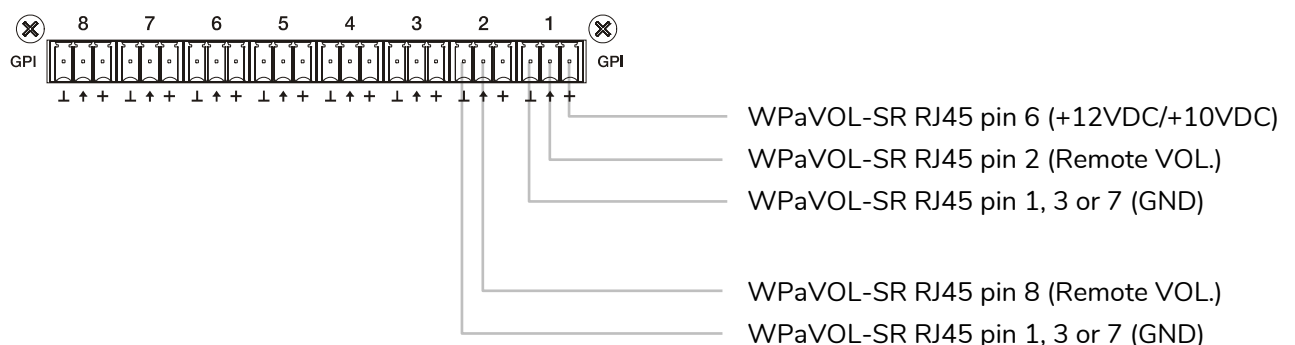 8 7 6 5 4 3 2 1
GPI GPI
⊥ ↑ + ⊥ ↑ + ⊥ ↑ + ⊥ ↑ + ⊥ ↑ + ⊥ ↑ + ⊥ ↑ + ⊥ ↑ +
WPaVOL-SR RJ45 pin 6 (+12VDC/+10VDC)
WPaVOL-SR RJ45 pin 2 (Remote VOL.)
WPaVOL-SR RJ45 pin 1, 3 or 7 (GND)
WPaVOL-SR RJ45 pin 8 (Remote VOL.)
WPaVOL-SR RJ45 pin 1, 3 or 7 (GND)